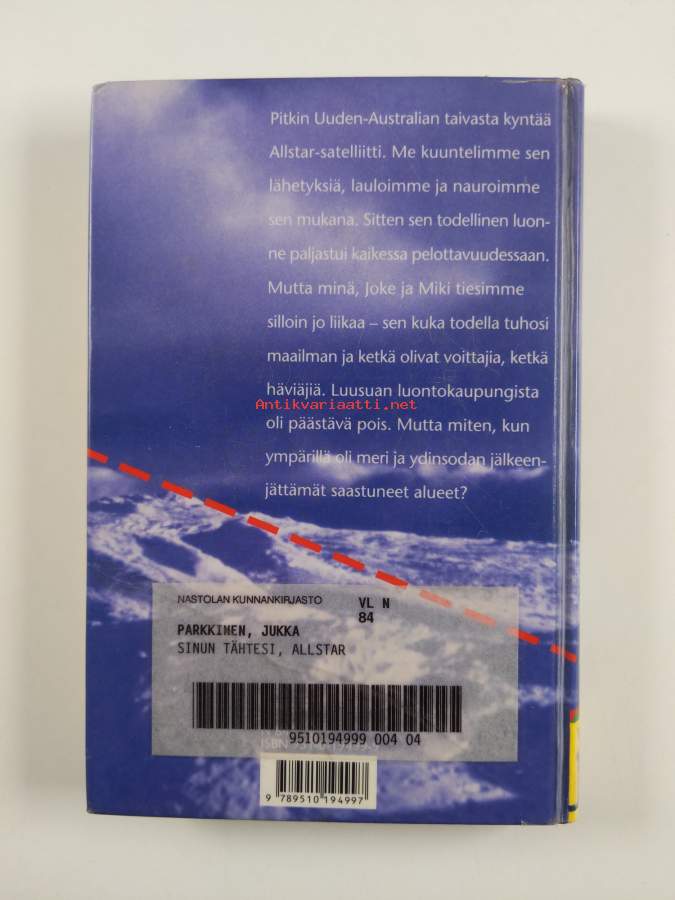 Pitkin Uuden-Australian taivasta kyntää
Allstar-satelliitti. Me kuuntelimme sen
lähetyksiä, lauloimme ja nauroimme
sen mukana. Sitten sen todellinen luon-
ne paljastui kaikessa pelottavuudessaan.
Mutta minä, Joke ja Miki tiesimme
silloin jo liikaa – sen kuka todella tuhosi
maailman ja ketkä olivat voittajia, ketkä
häviäjiä. Luusuan luontokaupungista
Antikvariaatti.net
oli päästävä pois. Mutta miten, kun
ympärillä oli meri ja ydinsodan jälkeen-
jättämät saastuneet alueet?
NASTOLAN KUNNANKIRJASTO VL N
84
PARKKINEN, JUKKA
SINUN TÄHTESI, ALLSTAR
9510194999 004 04
ISBN
9 789510 194997